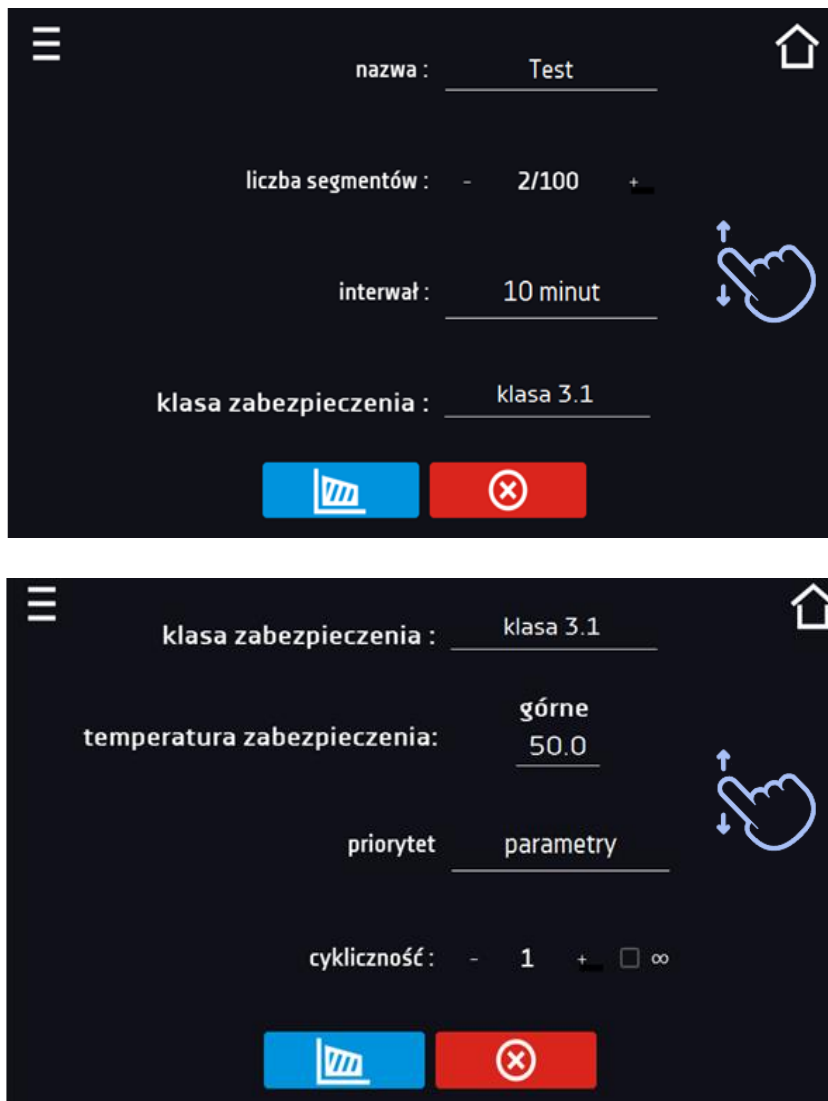 nazwa : Test
liczba segmentów : - 2/100 +
interwał : 10 minut
klasa zabezpieczenia : klasa 3.1
klasa zabezpieczenia : klasa 3.1
górne
temperatura zabezpieczenia: 50.0
priorytet parametry
cykliczność : - 1 + ∞